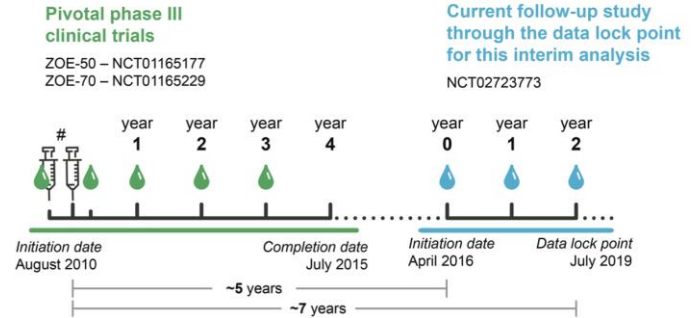 Pivotal phase III
clinical trials
ZOE-50 – NCT01165177
ZOE-70 – NCT01165229
Current follow-up study
through the data lock point
for this interim analysis
NCT02723773
#
year
1
year
2
year
3
year
4
year
0
year
1
year
2
Initiation date
August 2010
Completion date
July 2015
Initiation date
April 2016
Data lock point
July 2019
~5 years
~7 years